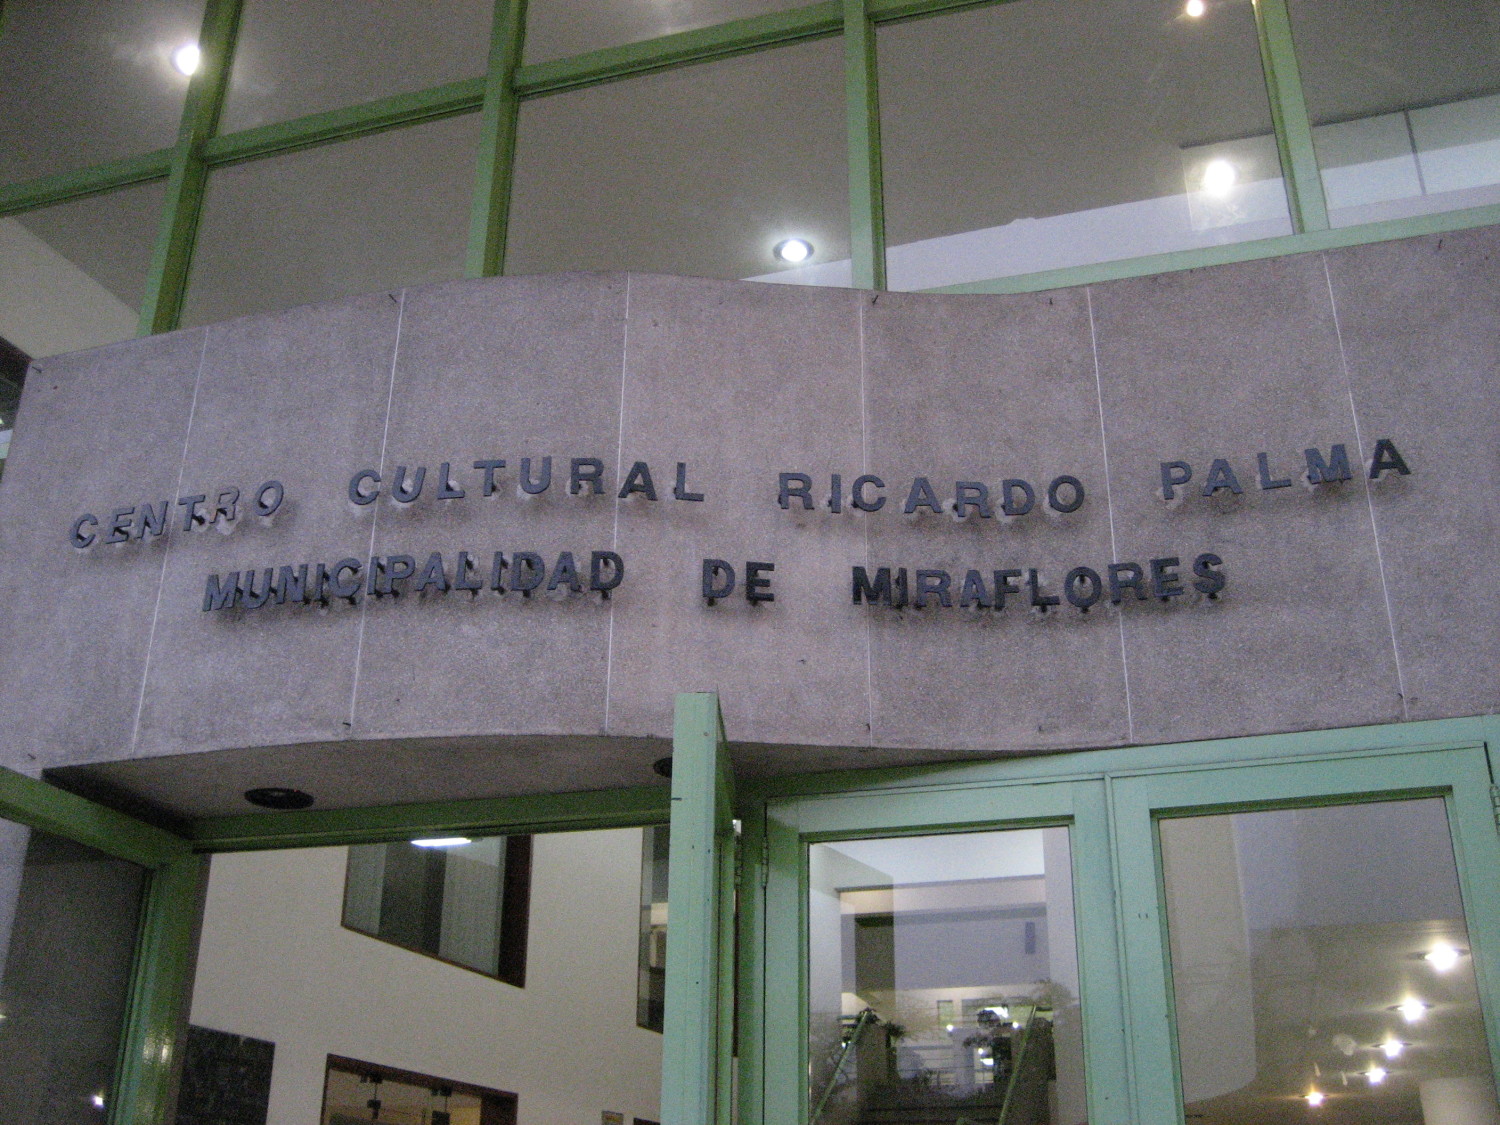 CENTRO CULTURAL RICARDO PALMA
MUNICIPALIDAD DE MIRAFLORES